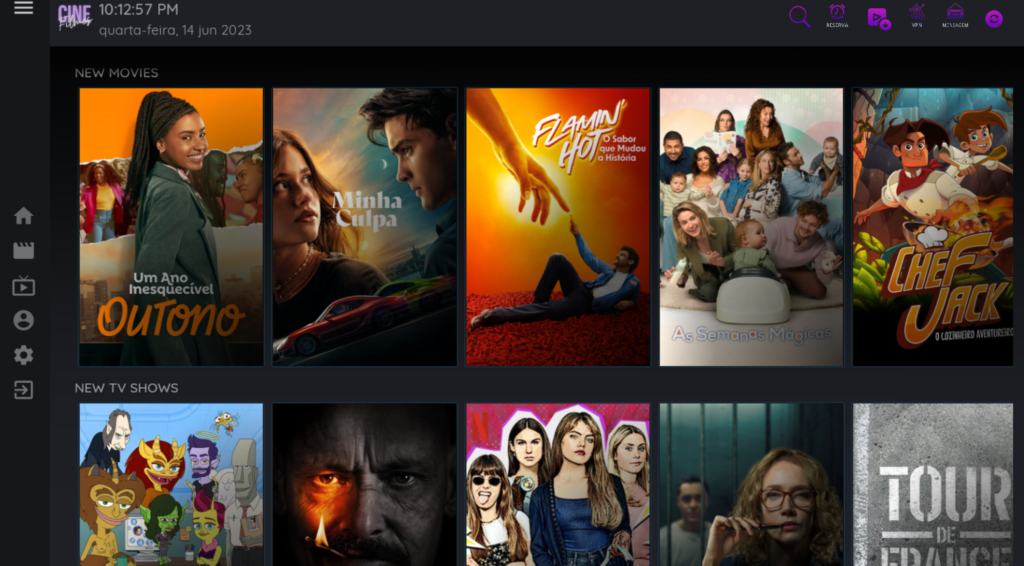 CINE
Filmes
10:12:57 PM
quarta-feira, 14 jun 2023
RESERVA
VPN
MENSAGEM
NEW MOVIES
Um Ano
Inesquecível
OUTONO
Minha
Culpa
FLAMIN'
HOT
O Sabor
que Mudou
a História
As Semanas Mágicas
CHEF
JACK
O COZINHEIRO AVENTUREIRO
NEW TV SHOWS
N
TOUR
DE
FRANCE